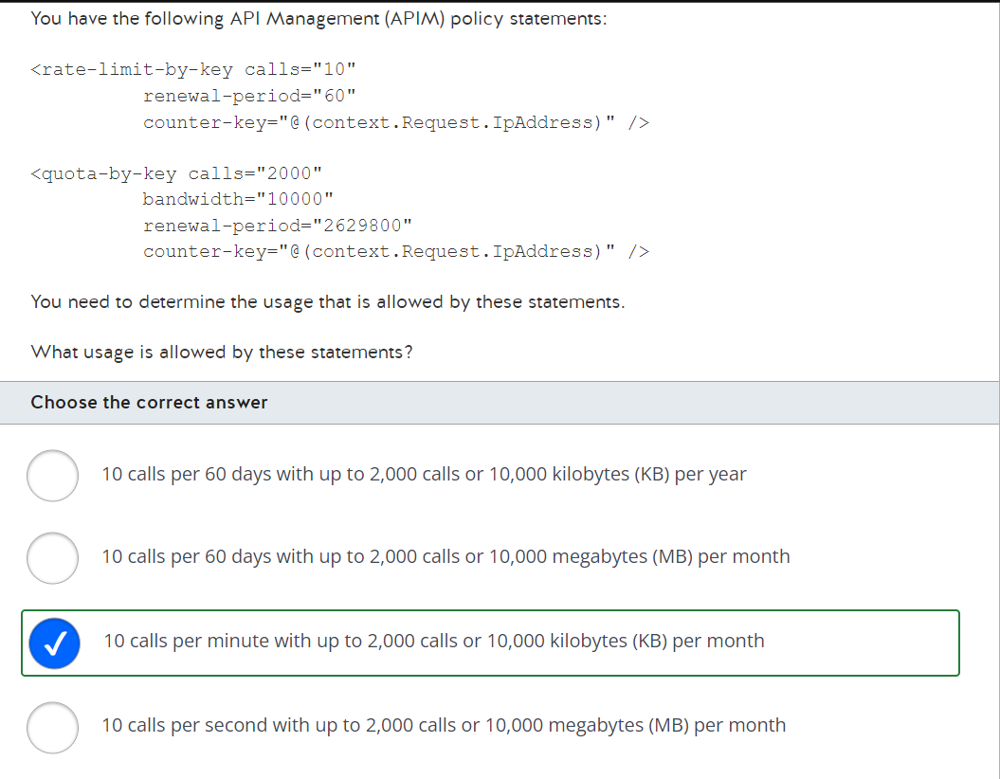 You have the following API Management (APIM) policy statements:
<rate-limit-by-key calls="10"
renewal-period="60"
counter-key="@(context.Request.IpAddress)" />
<quota-by-key calls="2000"
bandwidth="10000"
renewal-period="2629800"
counter-key="@(context.Request.IpAddress)" />
You need to determine the usage that is allowed by these statements.
What usage is allowed by these statements?
Choose the correct answer
10 calls per 60 days with up to 2,000 calls or 10,000 kilobytes (KB) per year
10 calls per 60 days with up to 2,000 calls or 10,000 megabytes (MB) per month
10 calls per minute with up to 2,000 calls or 10,000 kilobytes (KB) per month
10 calls per second with up to 2,000 calls or 10,000 megabytes (MB) per month